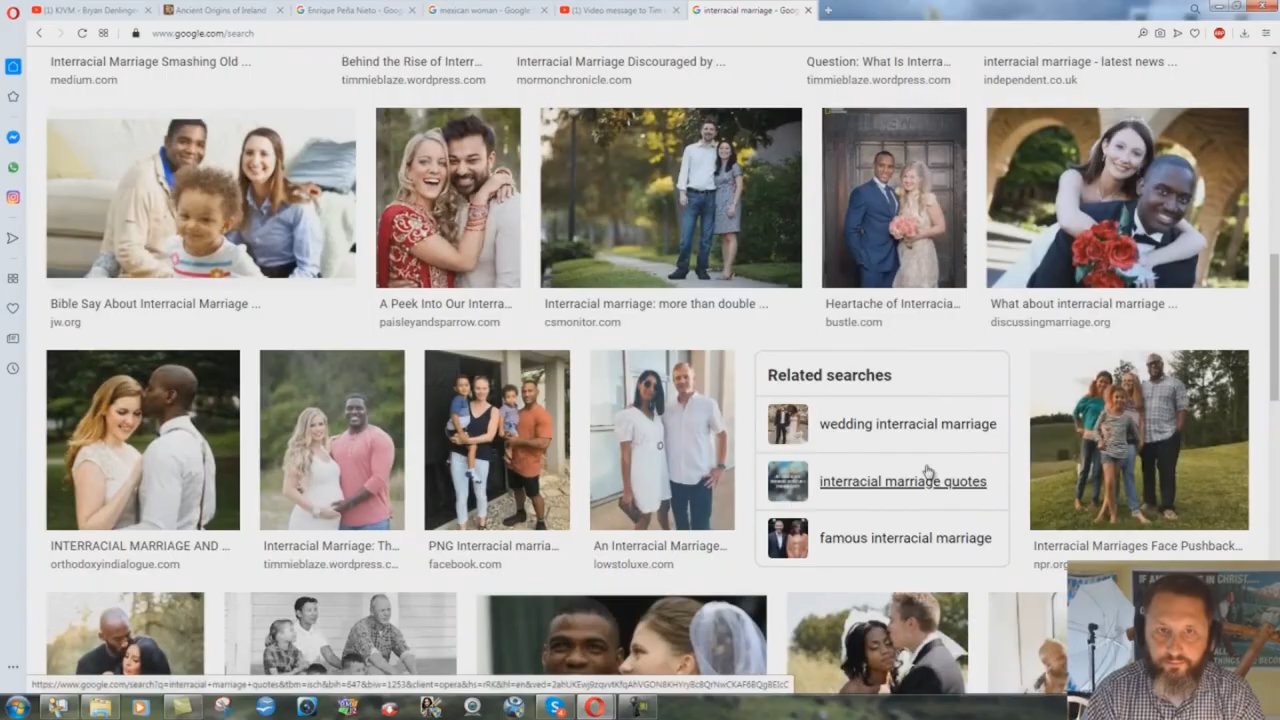 (1) KJVM - Bryan Denlinge
Ancient Origins of Ireland
Enrique Peña Nieto - Goog
mexican woman - Google
(1) Video message to Tim
interracial marriage - Goog
www.google.com/search
Interracial Marriage Smashing Old ...
medium.com
Behind the Rise of Interr...
timmieblaze.wordpress.com
Interracial Marriage Discouraged by ...
mormonchronicle.com
Question: What Is Interra...
timmieblaze.wordpress.com
interracial marriage - latest news ...
independent.co.uk
Bible Say About Interracial Marriage ...
jw.org
A Peek Into Our Interra...
paisleyandsparrow.com
Interracial marriage: more than double ...
csmonitor.com
Heartache of Interracia...
bustle.com
What about interracial marriage ...
discussingmarriage.org
INTERRACIAL MARRIAGE AND ...
orthodoxyindialogue.com
Interracial Marriage: Th...
timmieblaze.wordpress.c...
PNG Interracial marria...
facebook.com
An Interracial Marriage...
lowstoluxe.com
Related searches
wedding interracial marriage
interracial marriage quotes
famous interracial marriage
Interracial Marriages Face Pushback...
npr.org
IN CHRIST....